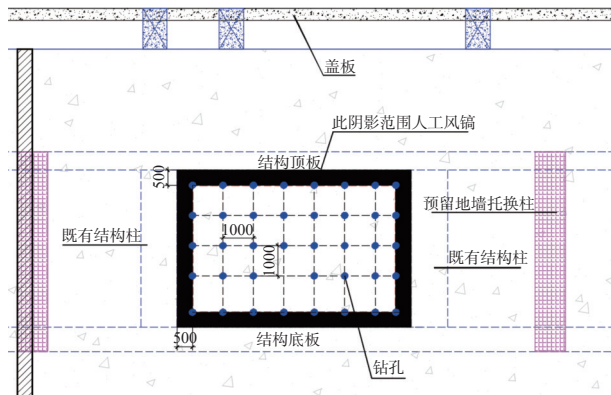 盖板
此阴影范围人工风镐
结构顶板
500
预留地墙托换柱
1000
既有结构柱
1000
既有结构柱
结构底板
500
钻孔